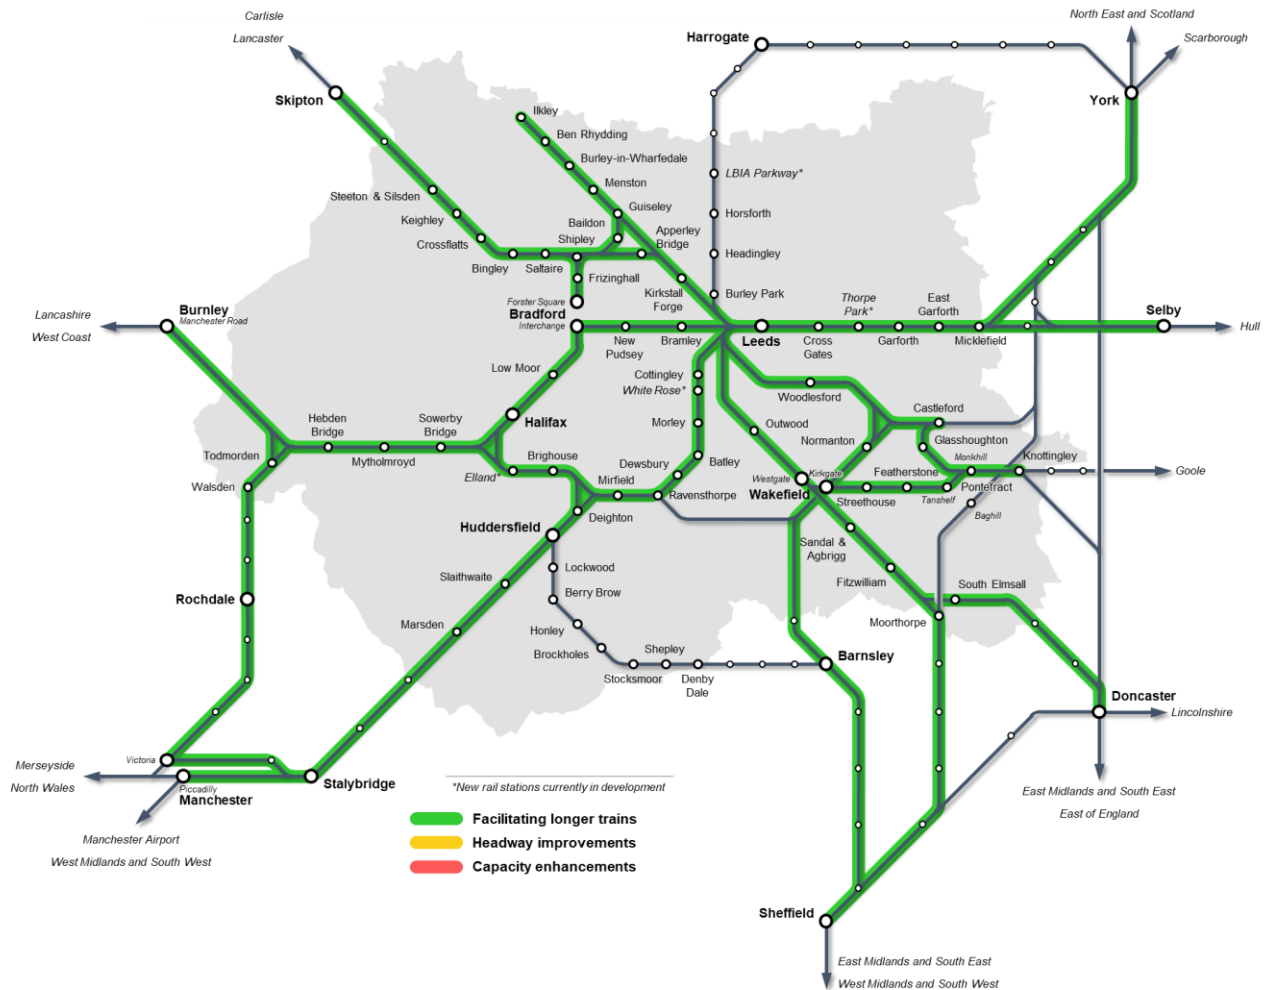 North East and Scotland
Carlisle
Lancaster
Harrogate
Scarborough
Skipton
York
Ilkley
Ben Rhydding
Burley-in-Wharfedale
LBIA Parkway*
Menston
Steeton & Silsden
Guiseley
Horsforth
Keighley
Baildon
Apperley
Bridge
Crossflatts
Shipley
Headingley
Bingley
Saltaire
Frizinghall
Kirkstall
Forge
Burley Park
Thorpe
Park*
East
Garforth
Forster Square
Bradford
Interchange
Lancashire
West Coast
Burnley
Manchester Road
Selby
Hull
New
Pudsey
Bramley
Leeds
Cross
Gates
Garforth
Micklefield
Low Moor
Cottingley
White Rose*
Woodlesford
Halifax
Castleford
Hebden
Bridge
Sowerby
Bridge
Morley
Outwood
Normanton
Glasshoughton
Todmorden
Mytholmroyd
Brighouse
Dewsbury
Batley
Monkhill
Knottingley
Elland*
Mirfield
Westgate
Kirkgate
Featherstone
Goole
Walsden
Ravensthorpe
Wakefield
Streethouse
Tanshelf
Pontefract
Deighton
Baghill
Huddersfield
Sandal &
Agbrigg
Slaithwaite
Lockwood
Fitzwilliam
South Elmsall
Rochdale
Berry Brow
Marsden
Honley
Moorthorpe
Brockholes
Shepley
Barnsley
Stocksmoor
Denby
Dale
Doncaster
Lincolnshire
Victoria
Merseyside
North Wales
Piccadilly
Manchester
Stalybridge
*New rail stations currently in development
East Midlands and South East
East of England
Facilitating longer trains
Headway improvements
Capacity enhancements
Manchester Airport
West Midlands and South West
Sheffield
East Midlands and South East
West Midlands and South West